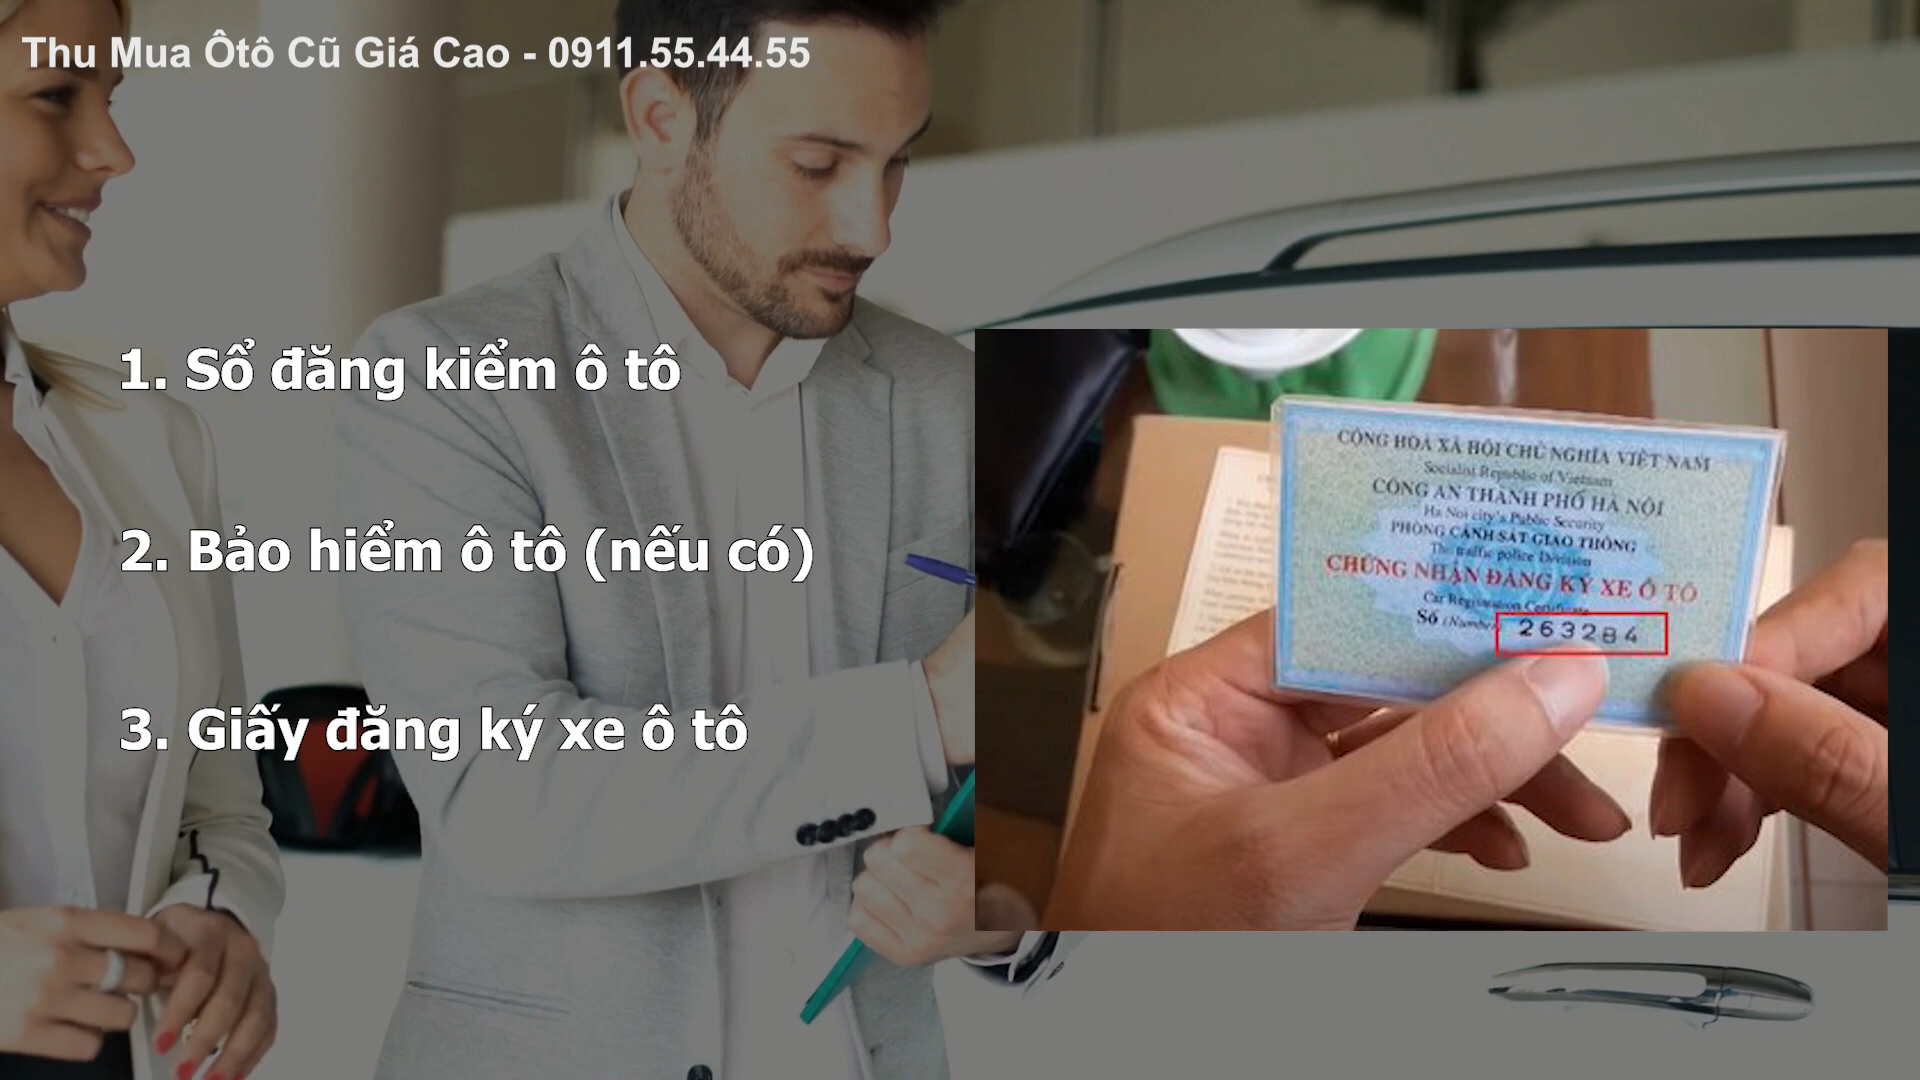 Thu Mua Ôtô Cũ Giá Cao - 0911.55.44.55
1. Sổ đăng kiểm ô tô
2. Bảo hiểm ô tô (nếu có)
3. Giấy đăng ký xe ô tô
CỘNG HOÀ XÃ HỘI CHỦ NGHĨA VIỆT NAM
Socialist Republic of Vietnam
CÔNG AN THÀNH PHỐ HÀ NỘI
Ha Noi city's Public Security
PHÒNG CẢNH SÁT GIAO THÔNG
The traffic police Division
CHỨNG NHẬN ĐĂNG KÝ XE Ô TÔ
Car Registration Certificate
Số (Number) 263284